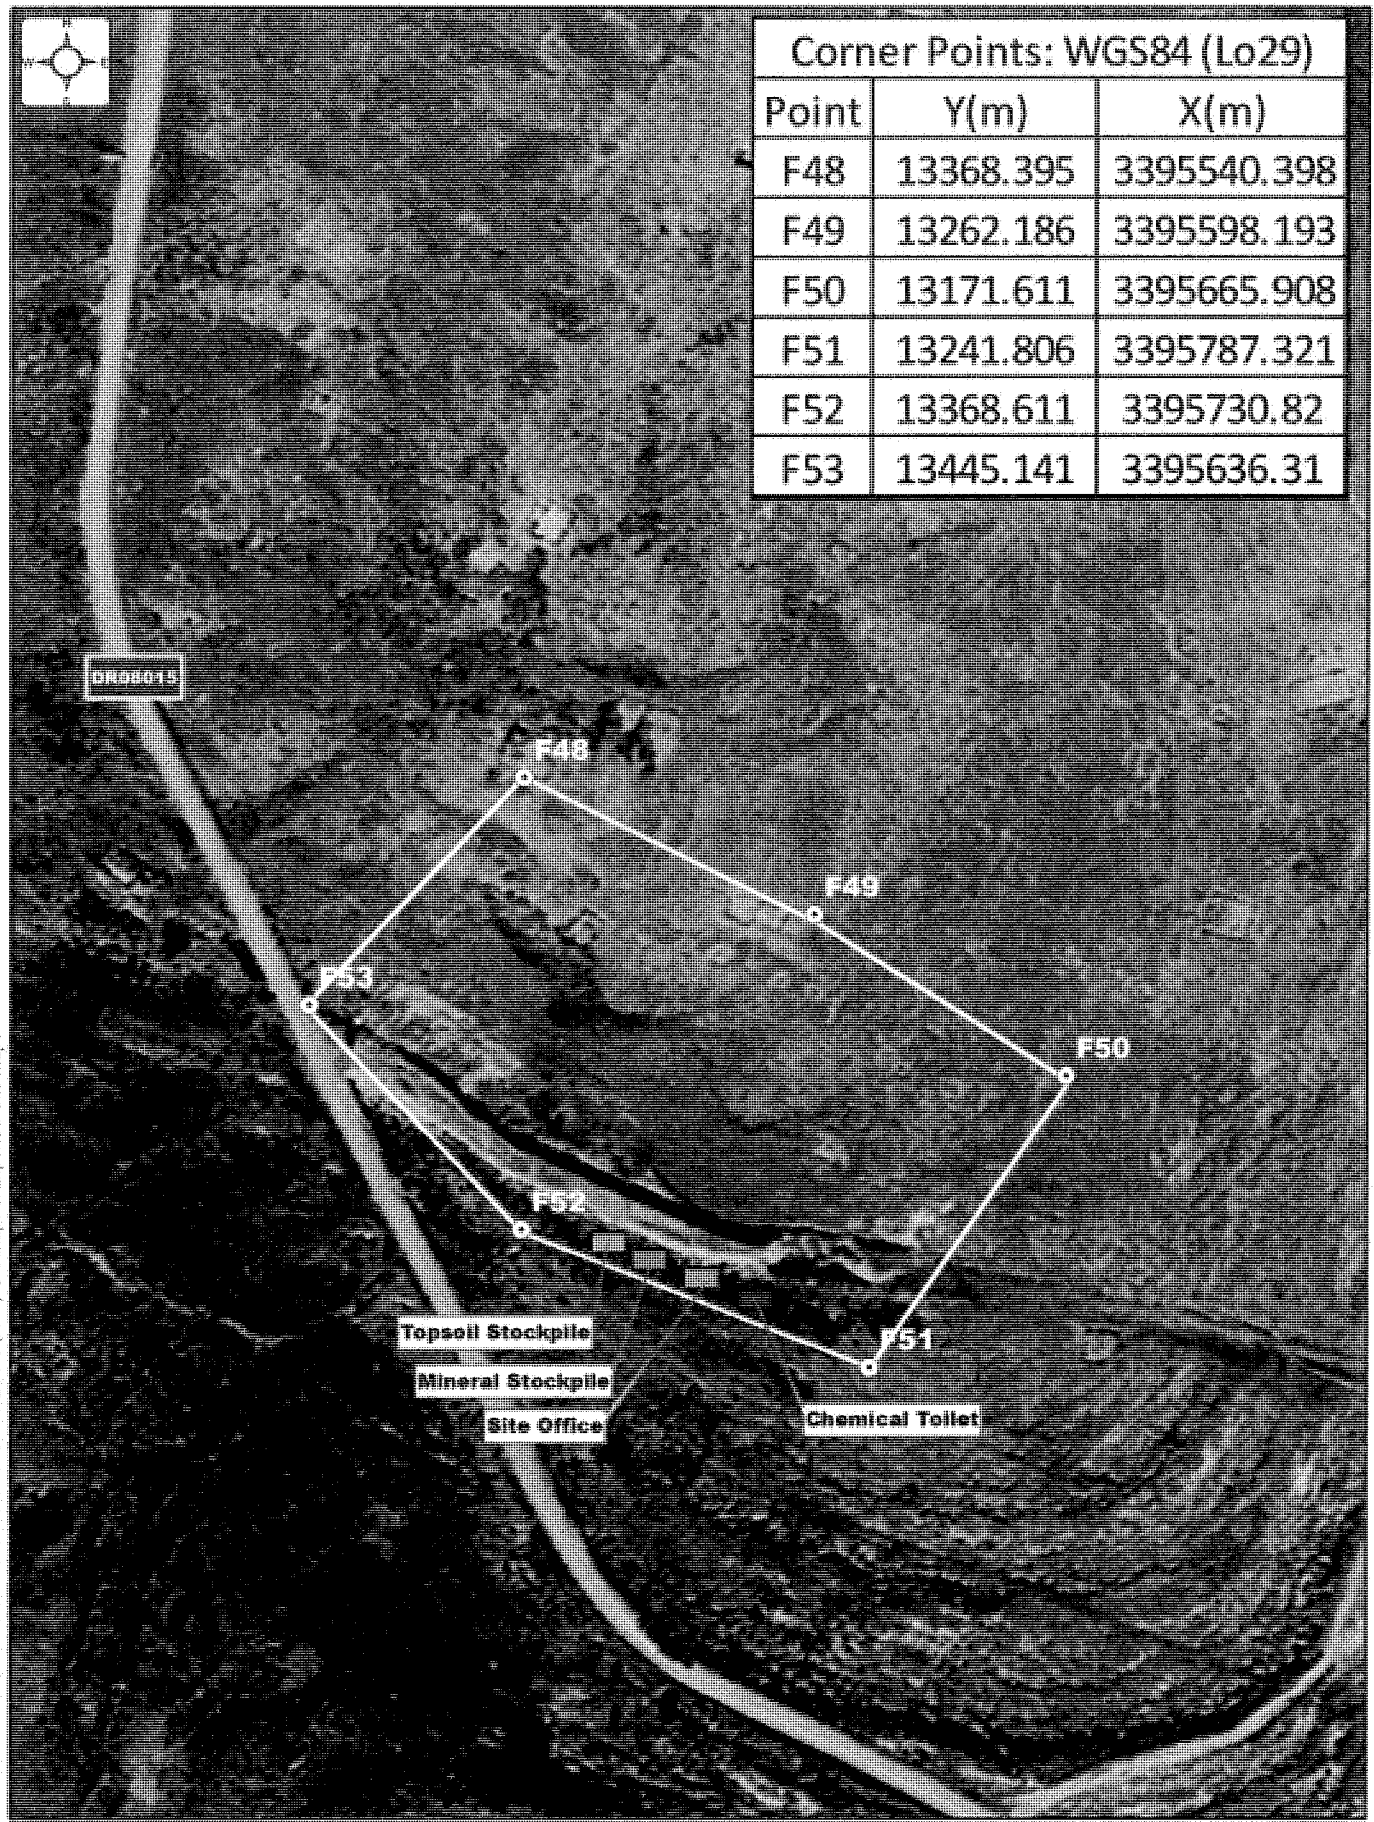 Corner Points: WGS84 (Lo29)
Point Y(m) X(m)
F48 13368.395 3395540.398
F49 13262.186 3395598.193
F50 13171.611 3395665.908
F51 13241.806 3395787.321
F52 13368.611 3395730.82
F53 13445.141 3395636.31
DR08015
F48
F49
F53
F50
F52
Topsoil Stockpile
F51
Mineral Stockpile
Site Office
Chemical Toilet